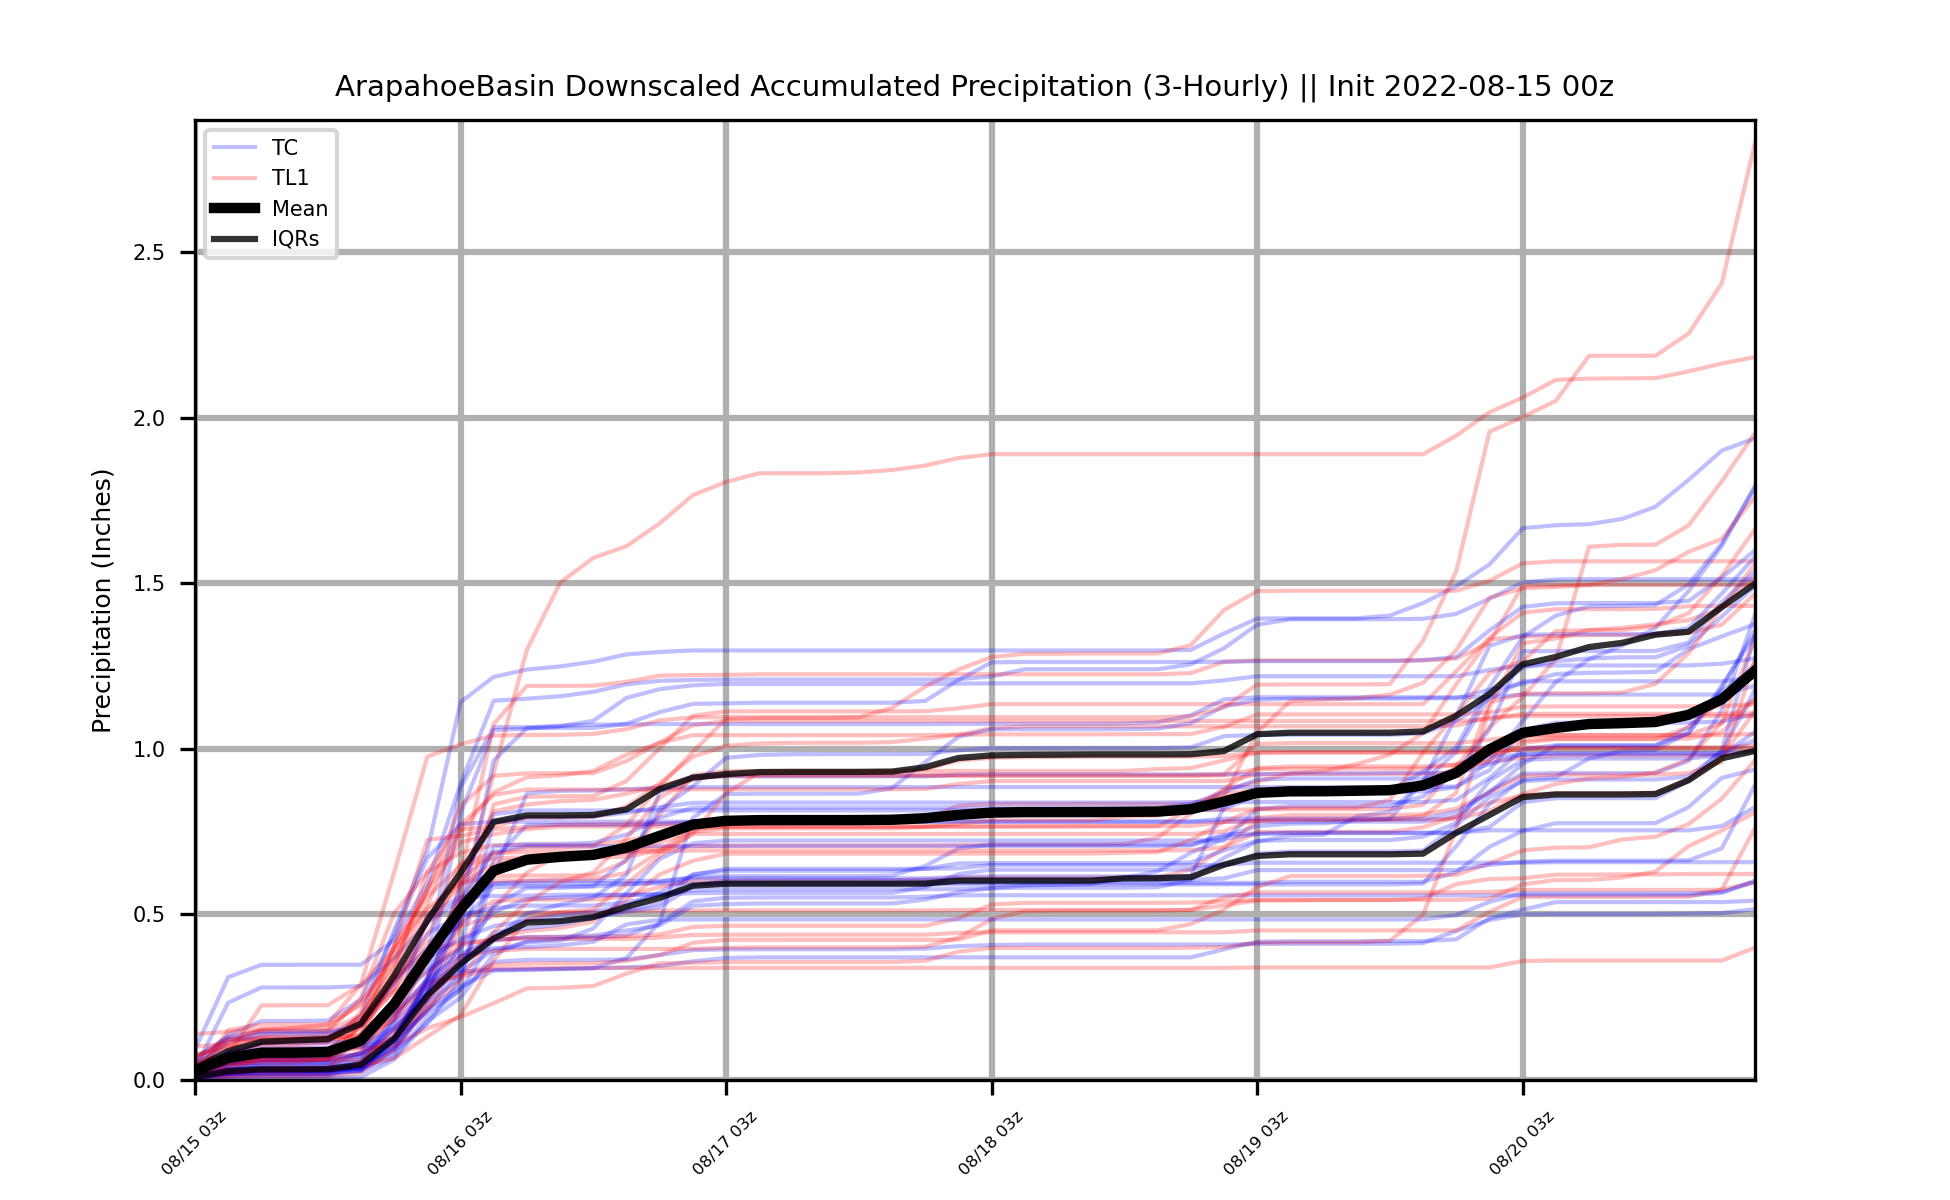 ArapahoeBasin Downscaled Accumulated Precipitation (3-Hourly) || Init 2022-08-15 00z
TC
TL1
Mean
IQRs
Precipitation (Inches)
2.5
2.0
1.5
1.0
0.5
0.0
08/15 03z
08/16 03z
08/17 03z
08/18 03z
08/19 03z
08/20 03z